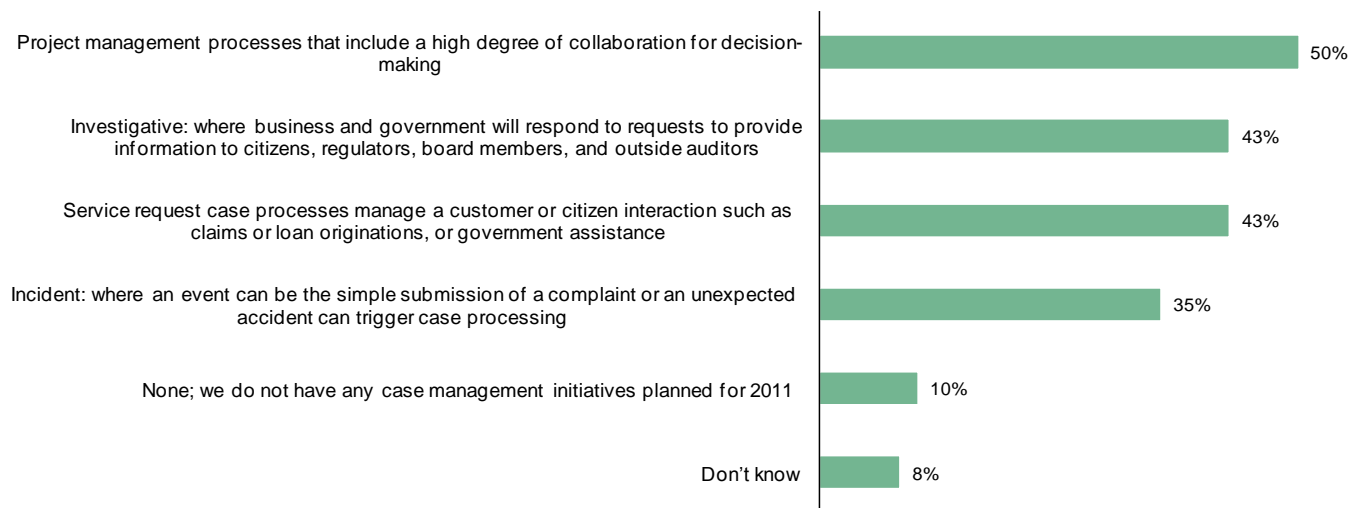 Project management processes that include a high degree of collaboration for decision-
making
50%
Investigative: where business and government will respond to requests to provide
information to citizens, regulators, board members, and outside auditors
43%
Service request case processes manage a customer or citizen interaction such as
claims or loan originations, or government assistance
43%
Incident: where an event can be the simple submission of a complaint or an unexpected
accident can trigger case processing
35%
None; we do not have any case management initiatives planned for 2011
10%
Don’t know
8%